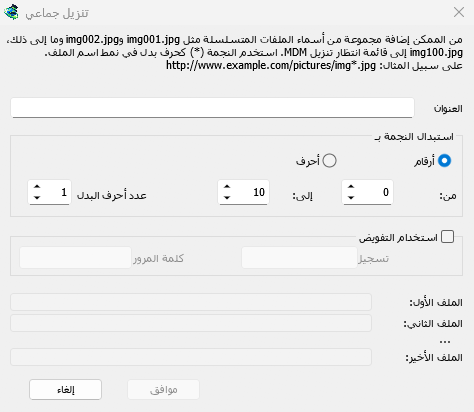 تنزيل جماعي
من الممكن إضافة مجموعة من أسماء الملفات المتسلسلة مثل img001.jpg وimg002.jpg وما إلى ذلك،
img100.jpg إلى قائمة انتظار تنزيل MDM. استخدم النجمة (*) كحرف بدل في نمط اسم الملف.
على سبيل المثال: http://www.example.com/pictures/img*.jpg
العنوان
استبدال النجمة بـ
أرقام أحرف
من: 0 إلى: 10 عدد أحرف البدل 1
استخدام التفويض
تسجيل كلمة المرور
الملف الأول:
الملف الثاني:
...
الملف الأخير:
موافق إلغاء